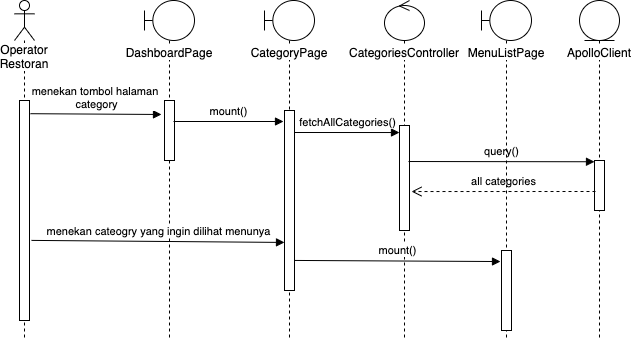 Operator
Restoran
DashboardPage
CategoryPage
CategoriesController
MenuListPage
ApolloClient
menekan tombol halaman
category
mount()
fetchAllCategories()
query()
all categories
menekan cateogry yang ingin dilihat menunya
mount()